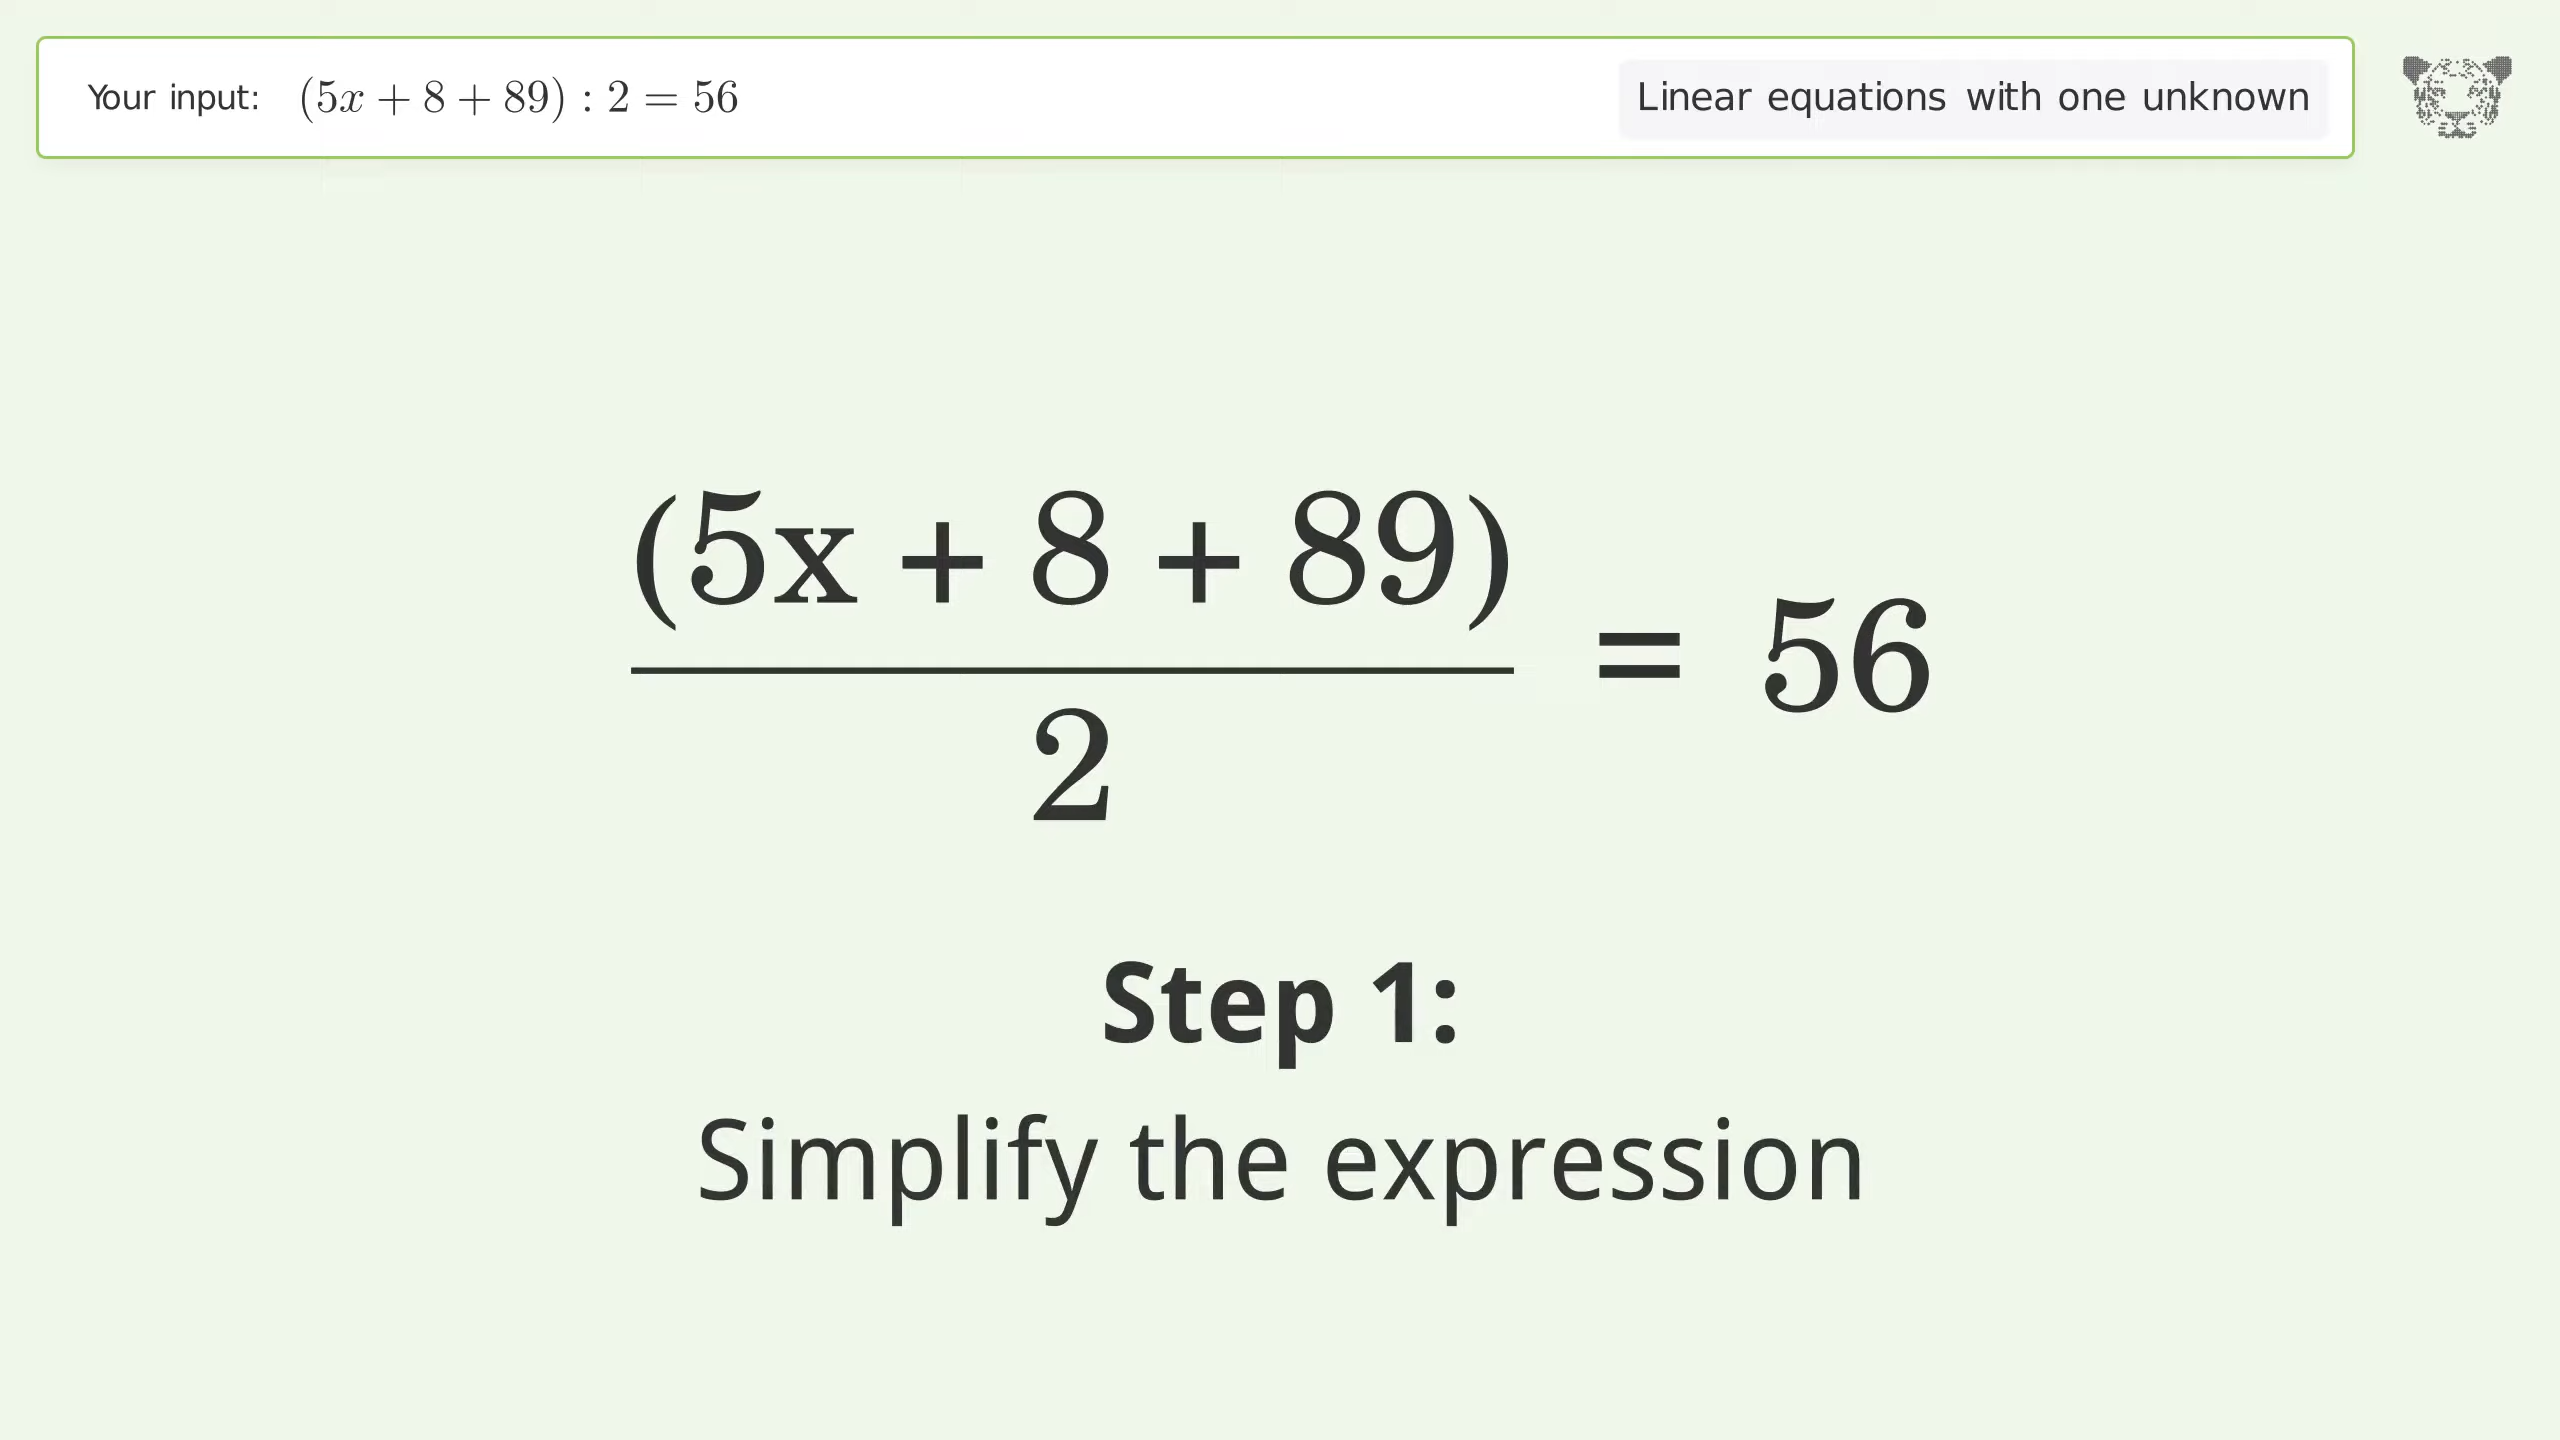 Your input: (5x + 8 + 89) : 2 = 56
Linear equations with one unknown
(5x + 8 + 89)
= 56
2
Step 1:
Simplify the expression